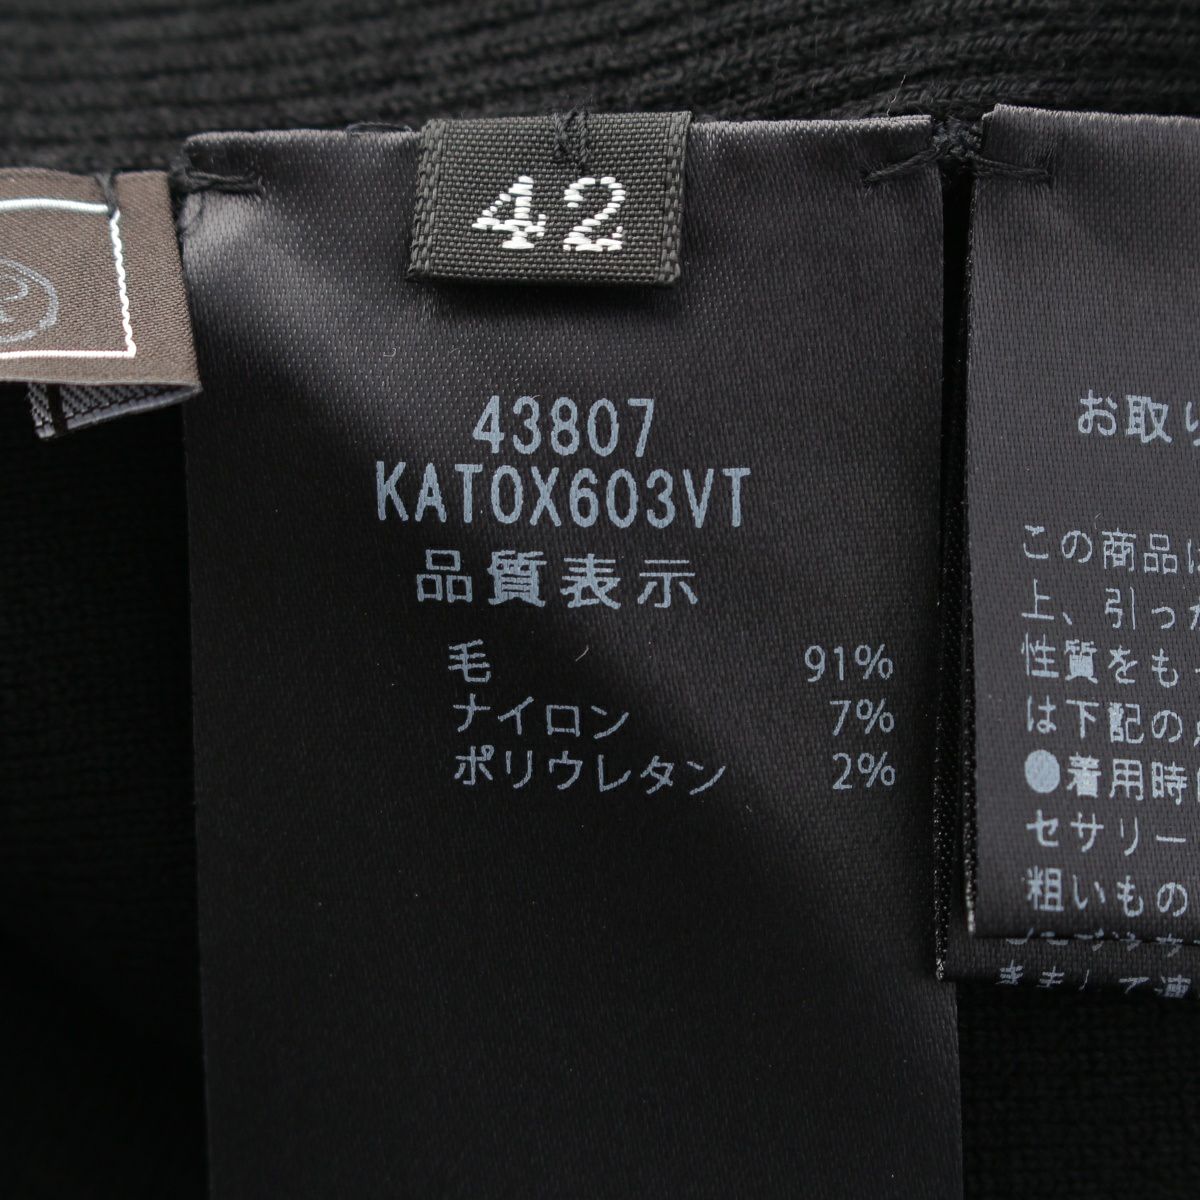 42
43807
KATOX603VT
品質表示
毛 91%
ナイロン 7%
ポリウレタン 2%
お取り
この商品は
上、引っか
性質をも
は下記の
●着用時
セサリー
粗いもの